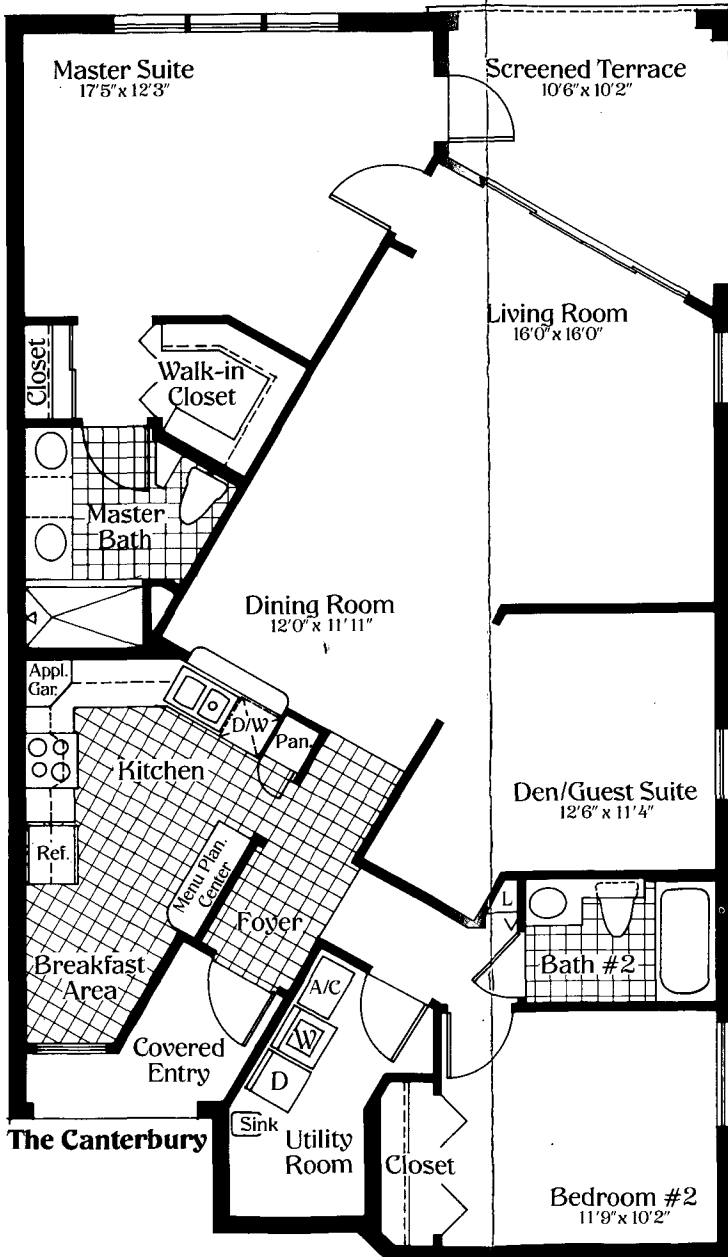 Master Suite
17'5" x 12'3"
Screened Terrace
10'6" x 10'2"
Living Room
16'0" x 16'0"
Closet
Walk-in
Closet
Master
Bath
Dining Room
12'0" x 11'11"
Appl.
Gar.
D/W
Pan.
Kitchen
Den/Guest Suite
12'6" x 11'4"
Ref.
Menu Plan.
Center
L
Foyer
Bath #2
Breakfast
Area
A/C
W
D
Covered
Entry
Sink
The Canterbury
Utility
Room
Closet
Bedroom #2
11'9" x 10'2"